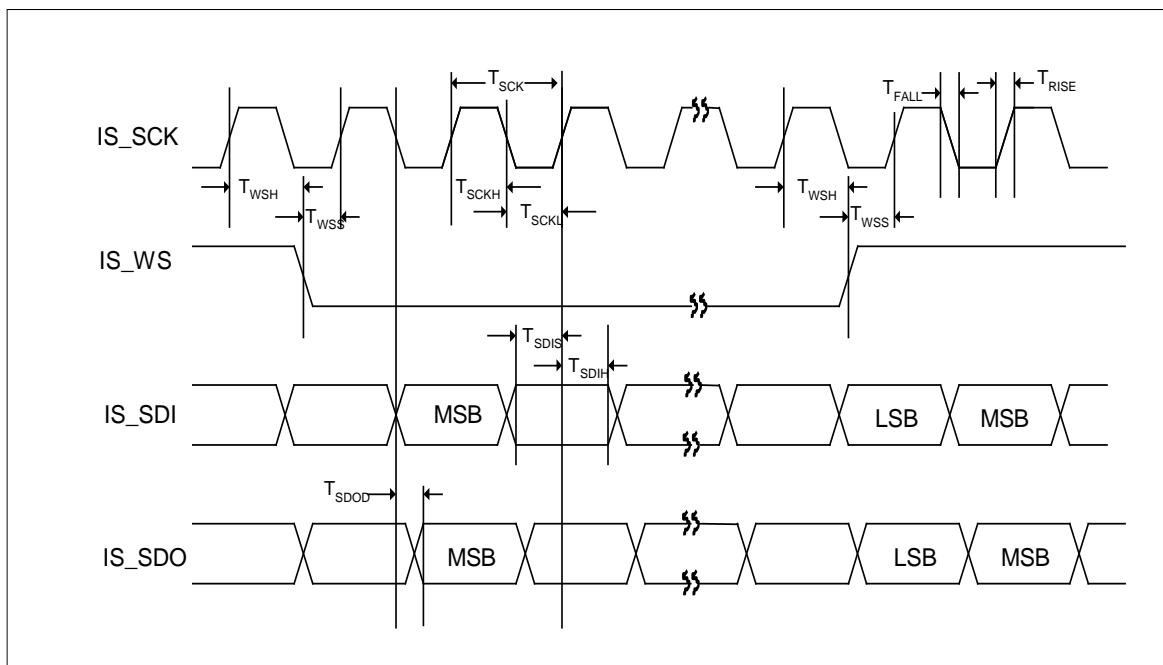 T_SCK
T_FALL
T_RISE
IS_SCK
T_WSH
T_SCKH
T_WSH
T_WSS
T_SCKL
T_WSS
IS_WS
T_SDIS
T_SDIH
IS_SDI
MSB
LSB
MSB
T_SDOD
IS_SDO
MSB
LSB
MSB